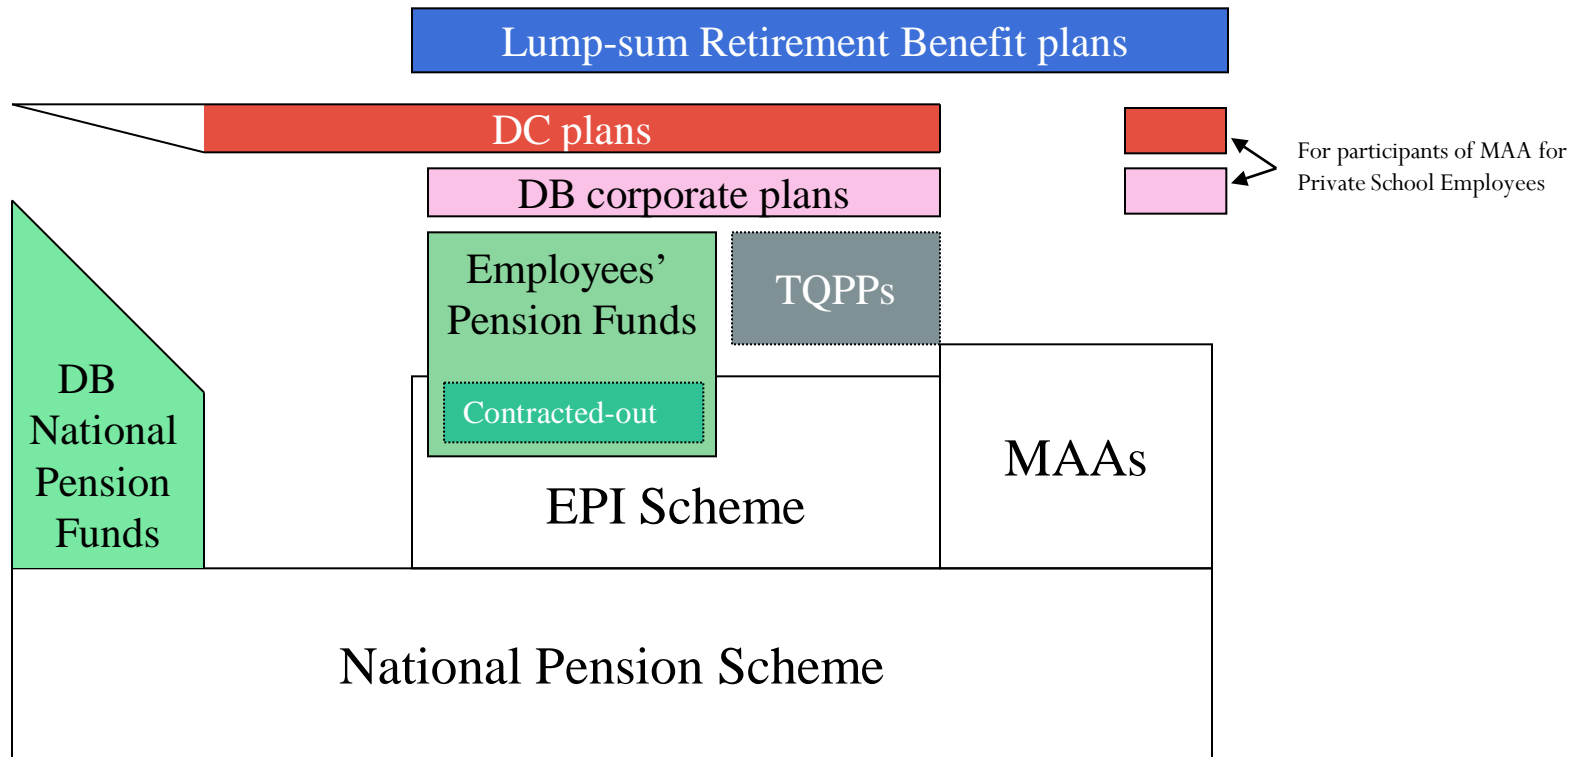 Lump-sum Retirement Benefit plans
DC plans
For participants of MAA for
Private School Employees
DB corporate plans
Employees’
Pension Funds
TQPPs
DB
National
Pension
Funds
Contracted-out
MAAs
EPI Scheme
National Pension Scheme